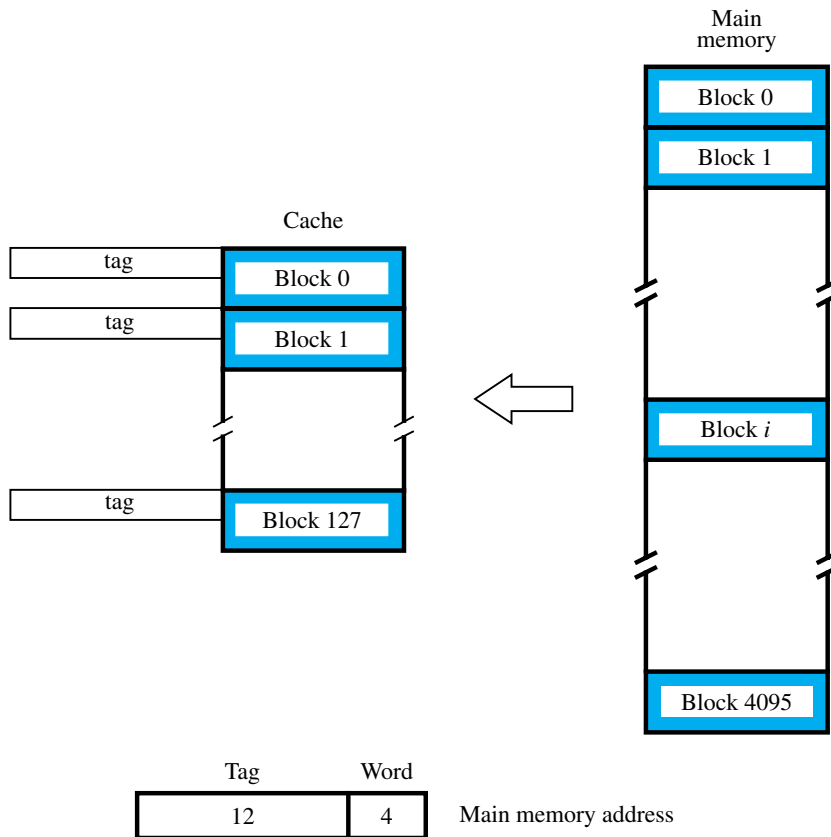 Main
memory
Block 0
Block 1
Cache
tag
Block 0
tag
Block 1
Block i
tag
Block 127
Block 4095
Tag Word
12 4 Main memory address